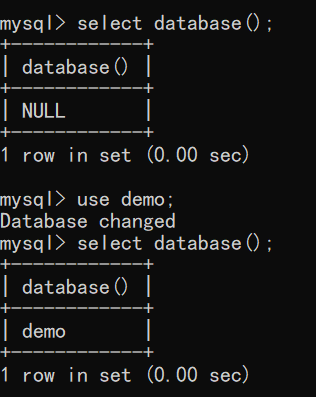 mysql> select database();
+------------+
| database() |
+------------+
| NULL       |
+------------+
1 row in set (0.00 sec)

mysql> use demo;
Database changed
mysql> select database();
+------------+
| database() |
+------------+
| demo       |
+------------+
1 row in set (0.00 sec)